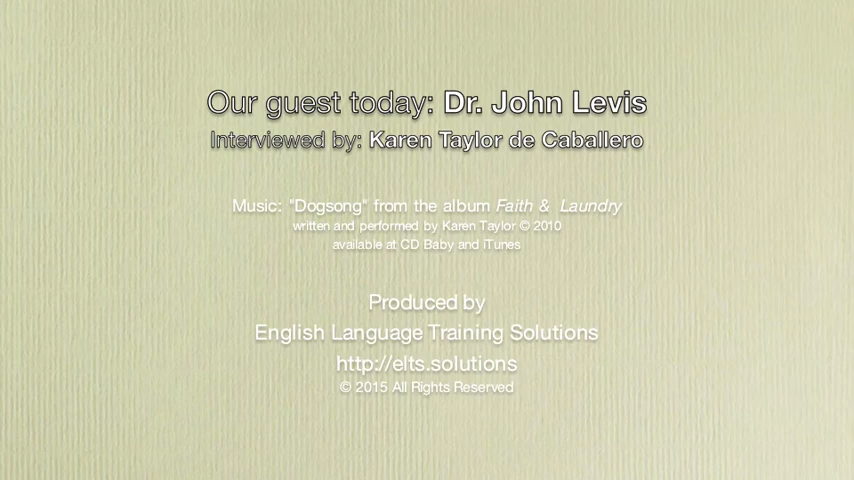 Our guest today: Dr. John Levis
Interviewed by: Karen Taylor de Caballero
Music: "Dogsong" from the album Faith & Laundry
written and performed by Karen Taylor © 2010
available at CD Baby and iTunes
Produced by
English Language Training Solutions
http://elts.solutions
© 2015 All Rights Reserved